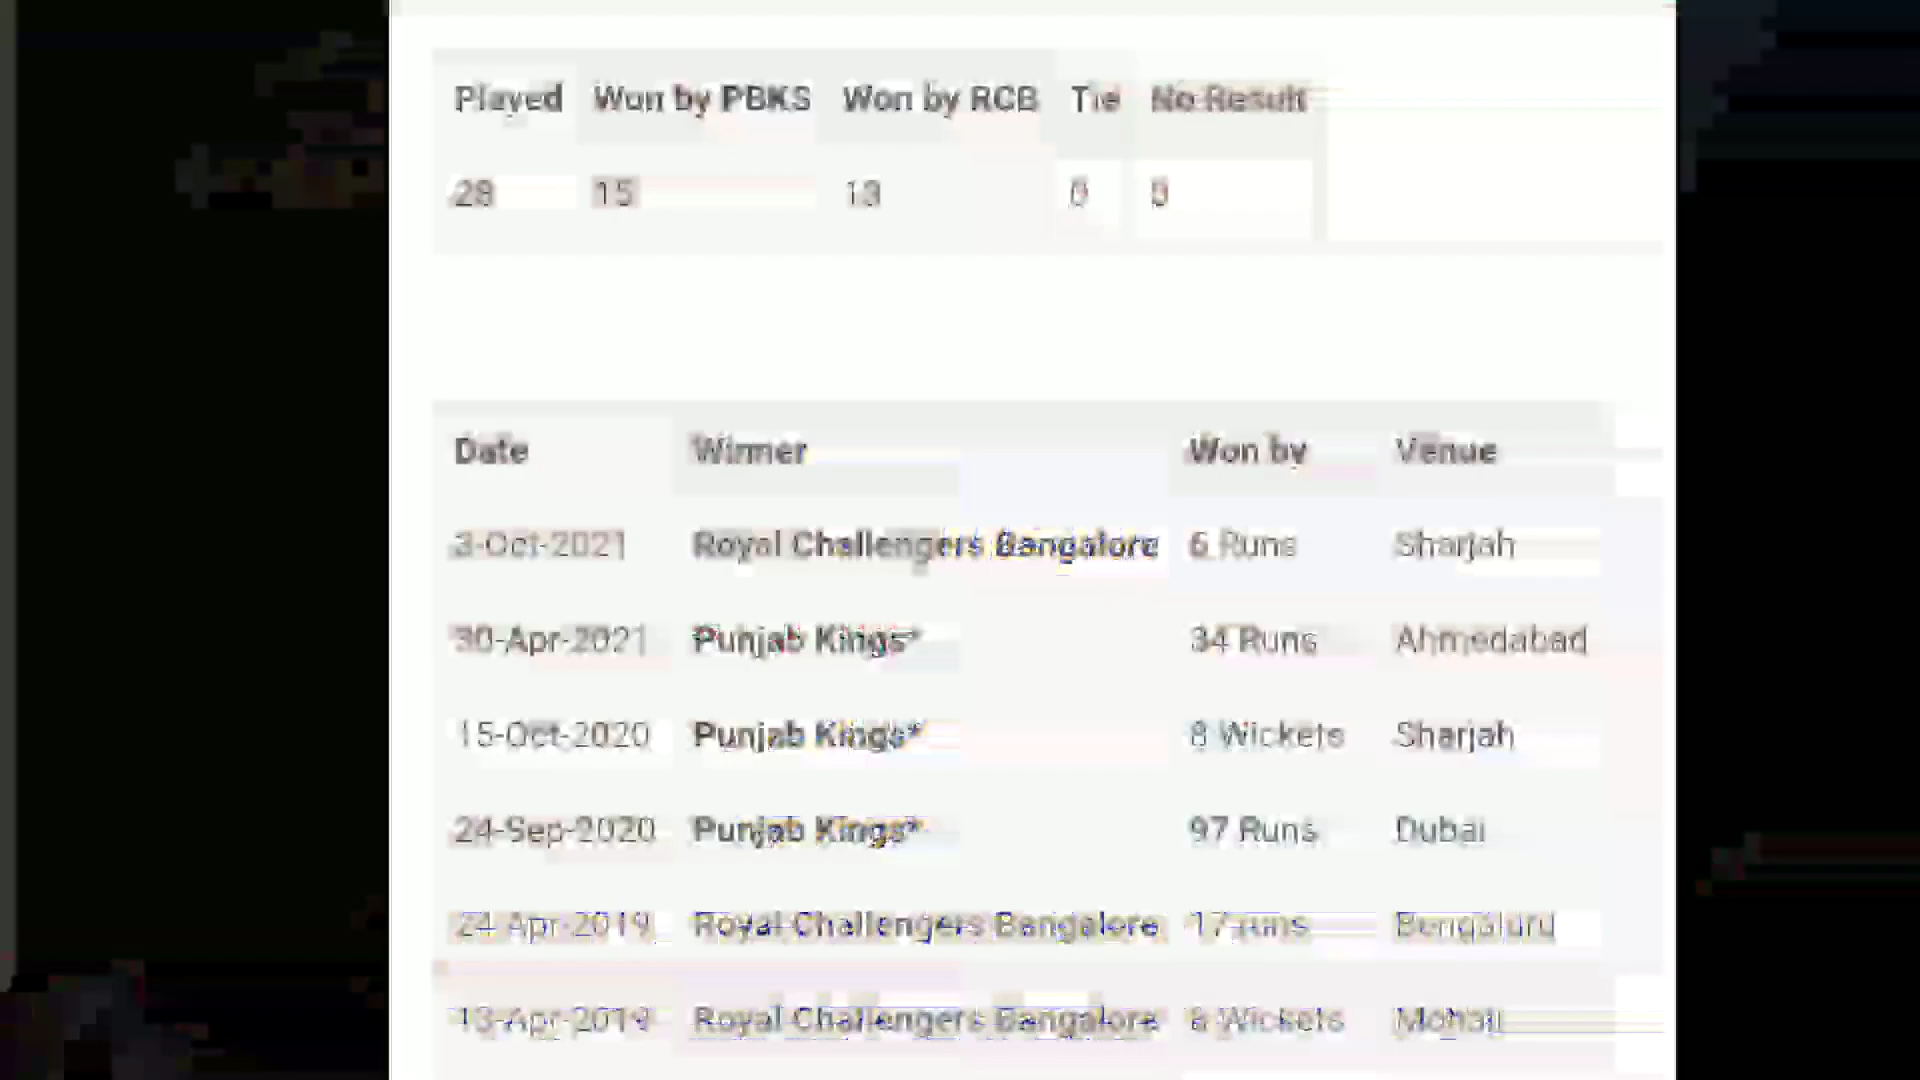 Played Won by PBKS Won by RCB Tie No Result
28 15 13 0 0
Date Winner Won by Venue
3-Oct-2021 Royal Challengers Bangalore 6 Runs Sharjah
30-Apr-2021 Punjab Kings* 34 Runs Ahmedabad
15-Oct-2020 Punjab Kings* 8 Wickets Sharjah
24-Sep-2020 Punjab Kings* 97 Runs Dubai
24-Apr-2019 Royal Challengers Bangalore 17 runs Bengaluru
13-Apr-2019 Royal Challengers Bangalore 8 Wickets Mohali